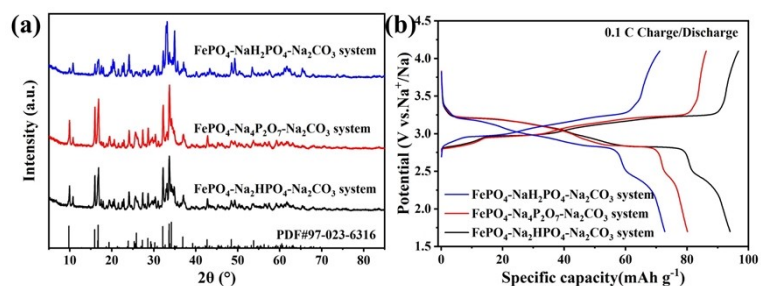 (a)
FePO₄-NaH₂PO₄-Na₂CO₃ system
FePO₄-Na₄P₂O₇-Na₂CO₃ system
FePO₄-Na₂HPO₄-Na₂CO₃ system
PDF#97-023-6316
Intensity (a.u.)
10 20 30 40 50 60 70 80
2θ (°)
(b)
0.1 C Charge/Discharge
Potential (V vs.Na⁺/Na)
4.5
4.0
3.5
3.0
2.5
2.0
1.5
FePO₄-NaH₂PO₄-Na₂CO₃ system
FePO₄-Na₄P₂O₇-Na₂CO₃ system
FePO₄-Na₂HPO₄-Na₂CO₃ system
0 20 40 60 80 100
Specific capacity(mAh g⁻¹)